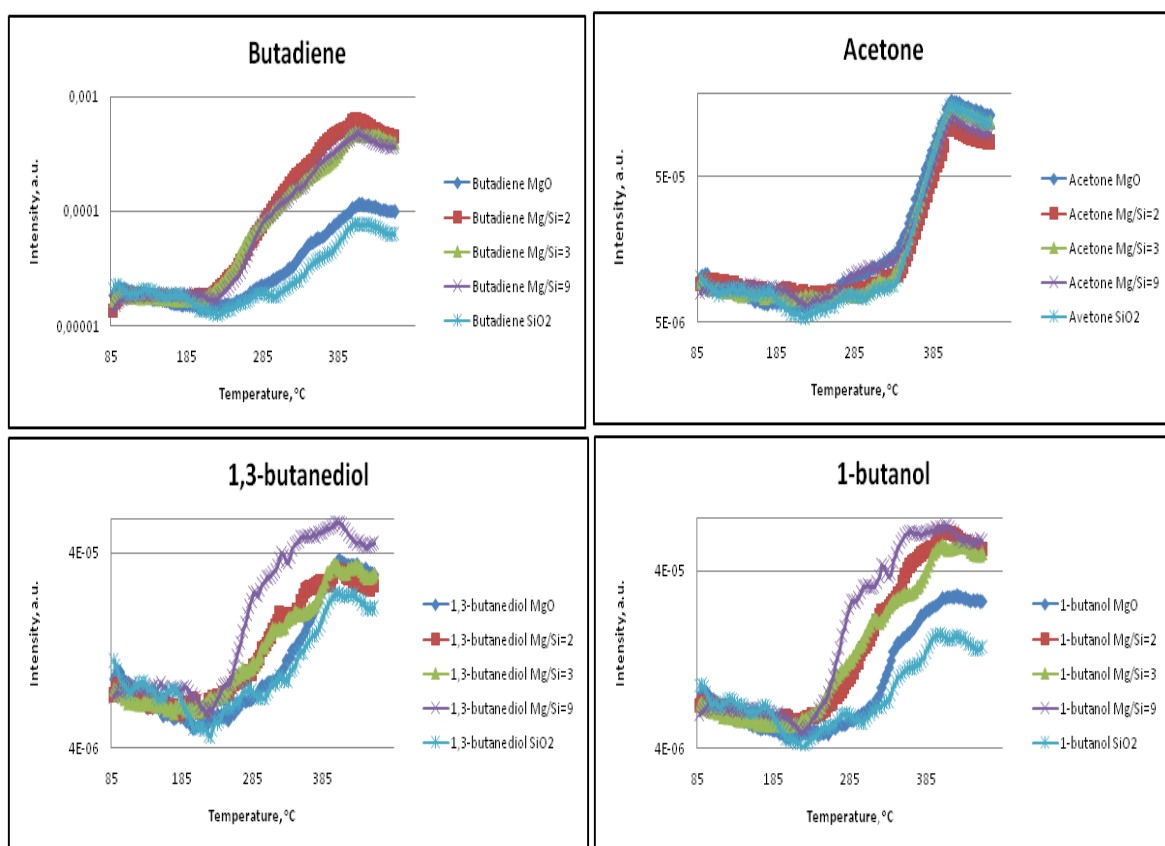 Butadiene
Intensity, a.u.
0,001
0,0001
0,00001
85 185 285 385
Temperature, °C
Butadiene MgO
Butadiene Mg/Si=2
Butadiene Mg/Si=3
Butadiene Mg/Si=9
Butadiene SiO2
Acetone
Intensity, a.u.
5E-05
5E-06
85 185 285 385
Temperature, °C
Acetone MgO
Acetone Mg/Si=2
Acetone Mg/Si=3
Acetone Mg/Si=9
Avetone SiO2
1,3-butanediol
Intensity, a.u.
4E-05
4E-06
85 185 285 385
Temperature, °C
1,3-butanediol MgO
1,3-butanediol Mg/Si=2
1,3-butanediol Mg/Si=3
1,3-butanediol Mg/Si=9
1,3-butanediol SiO2
1-butanol
Intensity, a.u.
4E-05
4E-06
85 185 285 385
Temperature, °C
1-butanol MgO
1-butanol Mg/Si=2
1-butanol Mg/Si=3
1-butanol Mg/Si=9
1-butanol SiO2